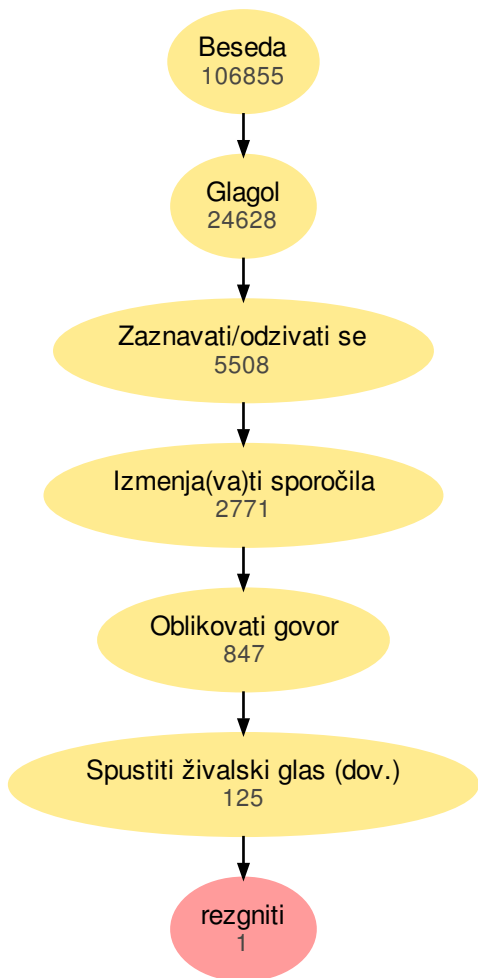 Beseda
106855
Glagol
24628
Zaznavati/odzivati se
5508
Izmenja(va)ti sporočila
2771
Oblikovati govor
847
Spustiti živalski glas (dov.)
125
rezgniti
1